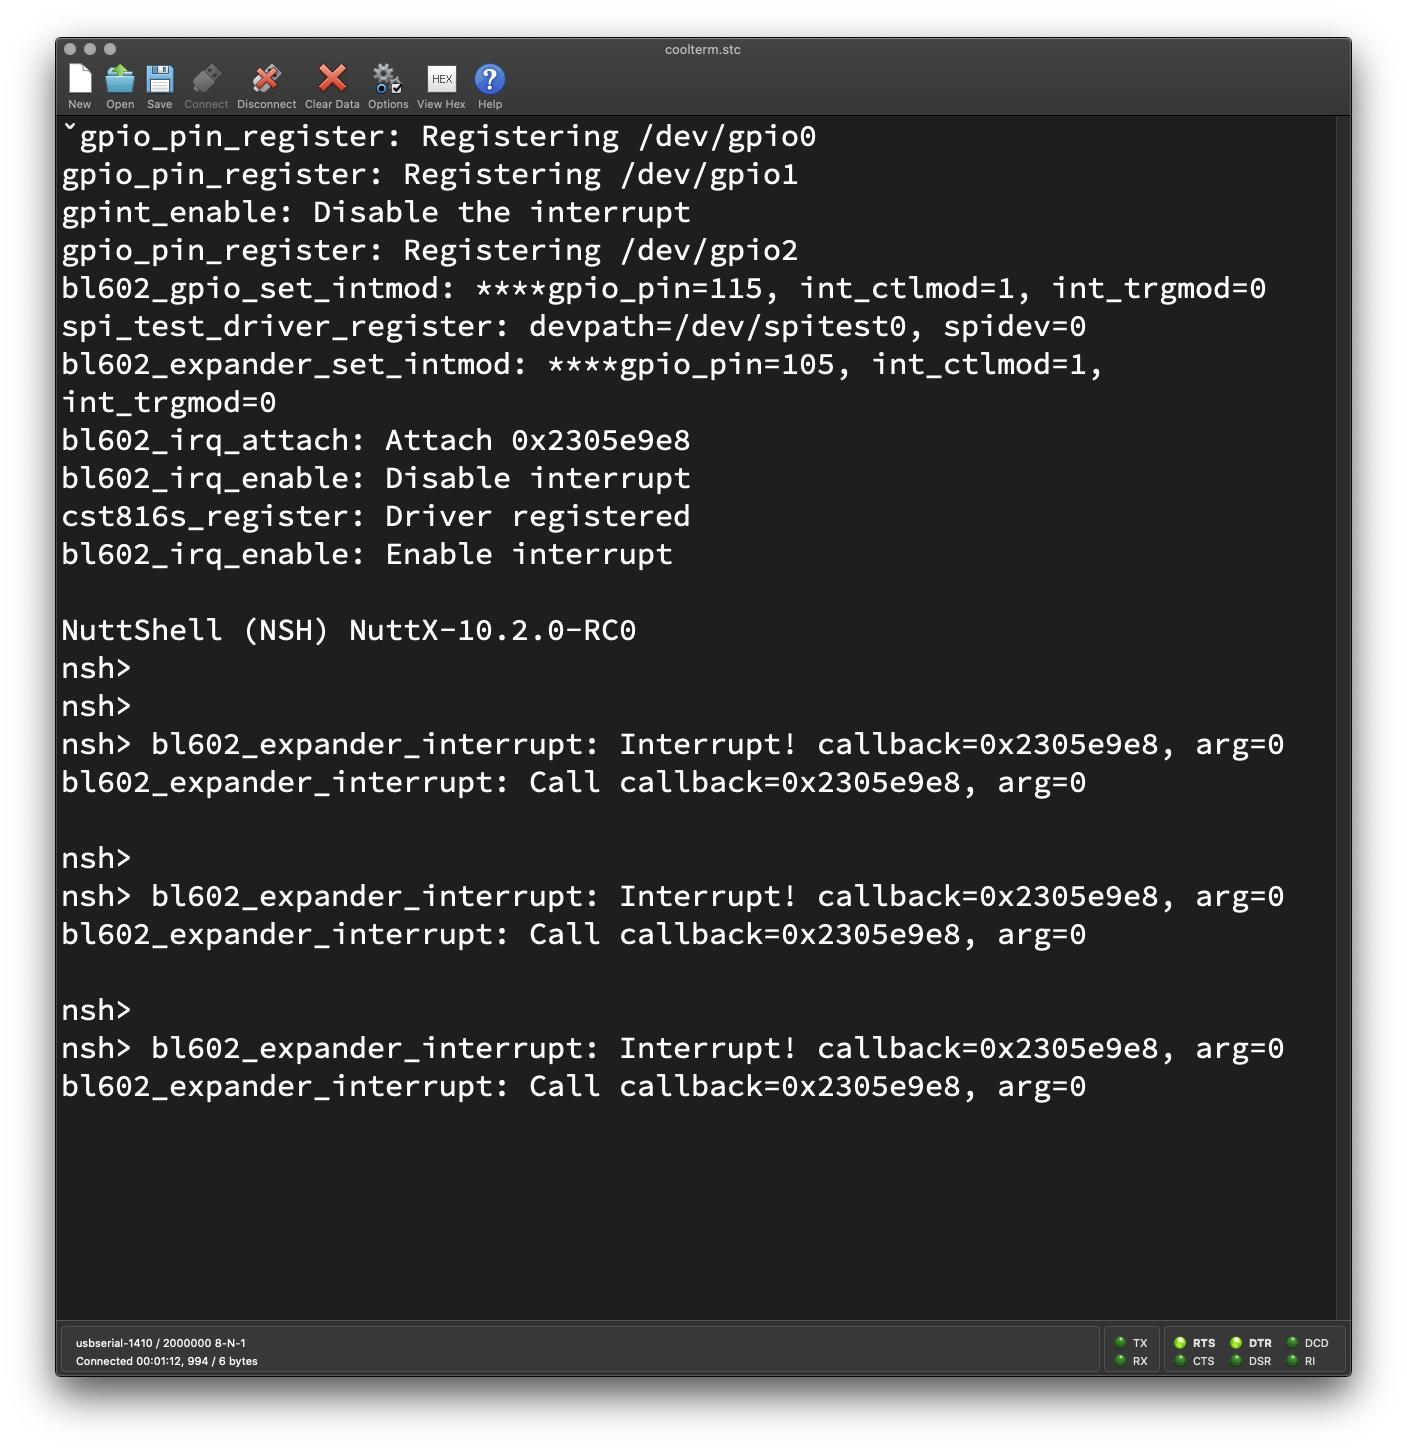 coolterm.stc
New Open Save Connect Disconnect Clear Data Options View Hex Help
HEX
?
ˇgpio_pin_register: Registering /dev/gpio0
gpio_pin_register: Registering /dev/gpio1
gpint_enable: Disable the interrupt
gpio_pin_register: Registering /dev/gpio2
bl602_gpio_set_intmod: ****gpio_pin=115, int_ctlmod=1, int_trgmod=0
spi_test_driver_register: devpath=/dev/spitest0, spidev=0
bl602_expander_set_intmod: ****gpio_pin=105, int_ctlmod=1,
int_trgmod=0
bl602_irq_attach: Attach 0x2305e9e8
bl602_irq_enable: Disable interrupt
cst816s_register: Driver registered
bl602_irq_enable: Enable interrupt
NuttShell (NSH) NuttX-10.2.0-RC0
nsh>
nsh>
nsh> bl602_expander_interrupt: Interrupt! callback=0x2305e9e8, arg=0
bl602_expander_interrupt: Call callback=0x2305e9e8, arg=0
nsh>
nsh> bl602_expander_interrupt: Interrupt! callback=0x2305e9e8, arg=0
bl602_expander_interrupt: Call callback=0x2305e9e8, arg=0
nsh>
nsh> bl602_expander_interrupt: Interrupt! callback=0x2305e9e8, arg=0
bl602_expander_interrupt: Call callback=0x2305e9e8, arg=0
usbserial-1410 / 2000000 8-N-1
Connected 00:01:12, 994 / 6 bytes
TX RTS DTR DCD
RX CTS DSR RI